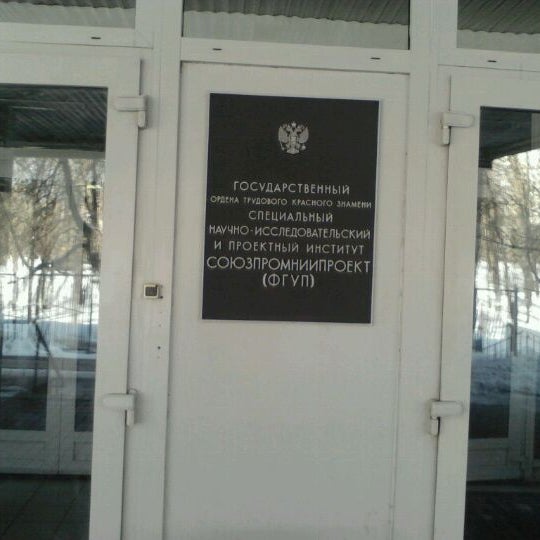 ГОСУДАРСТВЕННЫЙ
ОРДЕНА ТРУДОВОГО КРАСНОГО ЗНАМЕНИ
СПЕЦИАЛЬНЫЙ
НАУЧНО-ИССЛЕДОВАТЕЛЬСКИЙ
И ПРОЕКТНЫЙ ИНСТИТУТ
СОЮЗПРОМНИИПРОЕКТ
(ФГУП)